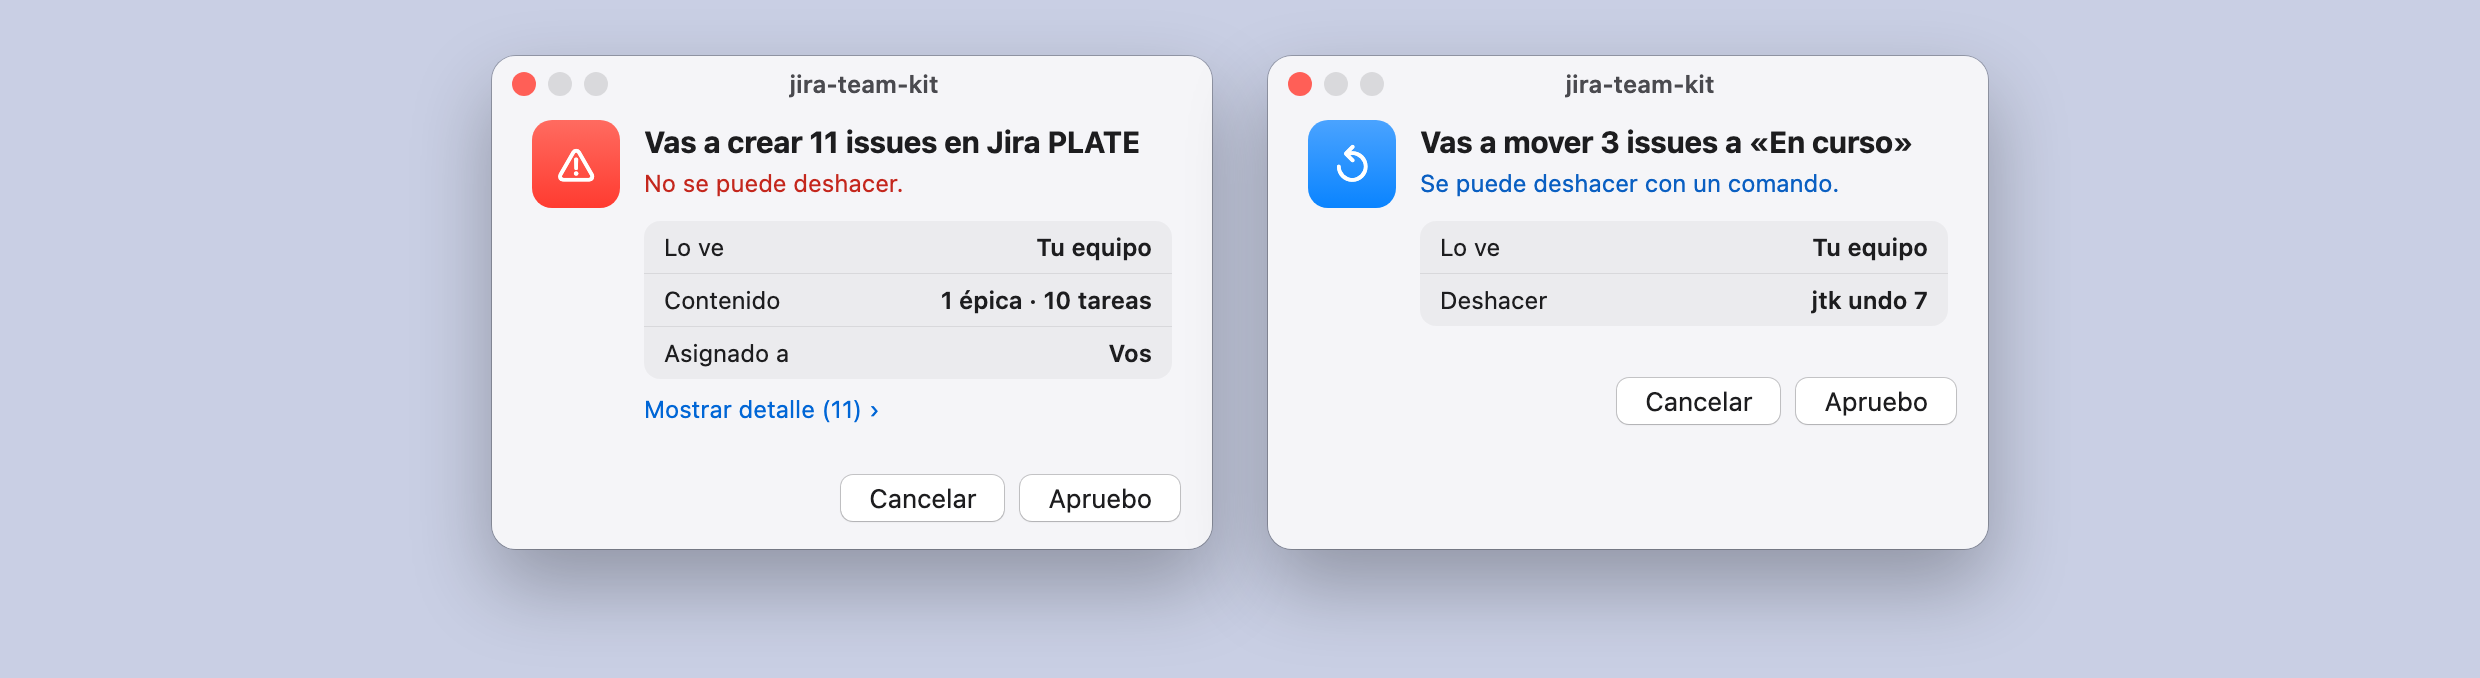 jira-team-kit
Vas a crear 11 issues en Jira PLATE
No se puede deshacer.
Lo ve Tu equipo
Contenido 1 épica · 10 tareas
Asignado a Vos
Mostrar detalle (11) ›
Cancelar Apruebo
jira-team-kit
Vas a mover 3 issues a «En curso»
Se puede deshacer con un comando.
Lo ve Tu equipo
Deshacer jtk undo 7
Cancelar Apruebo